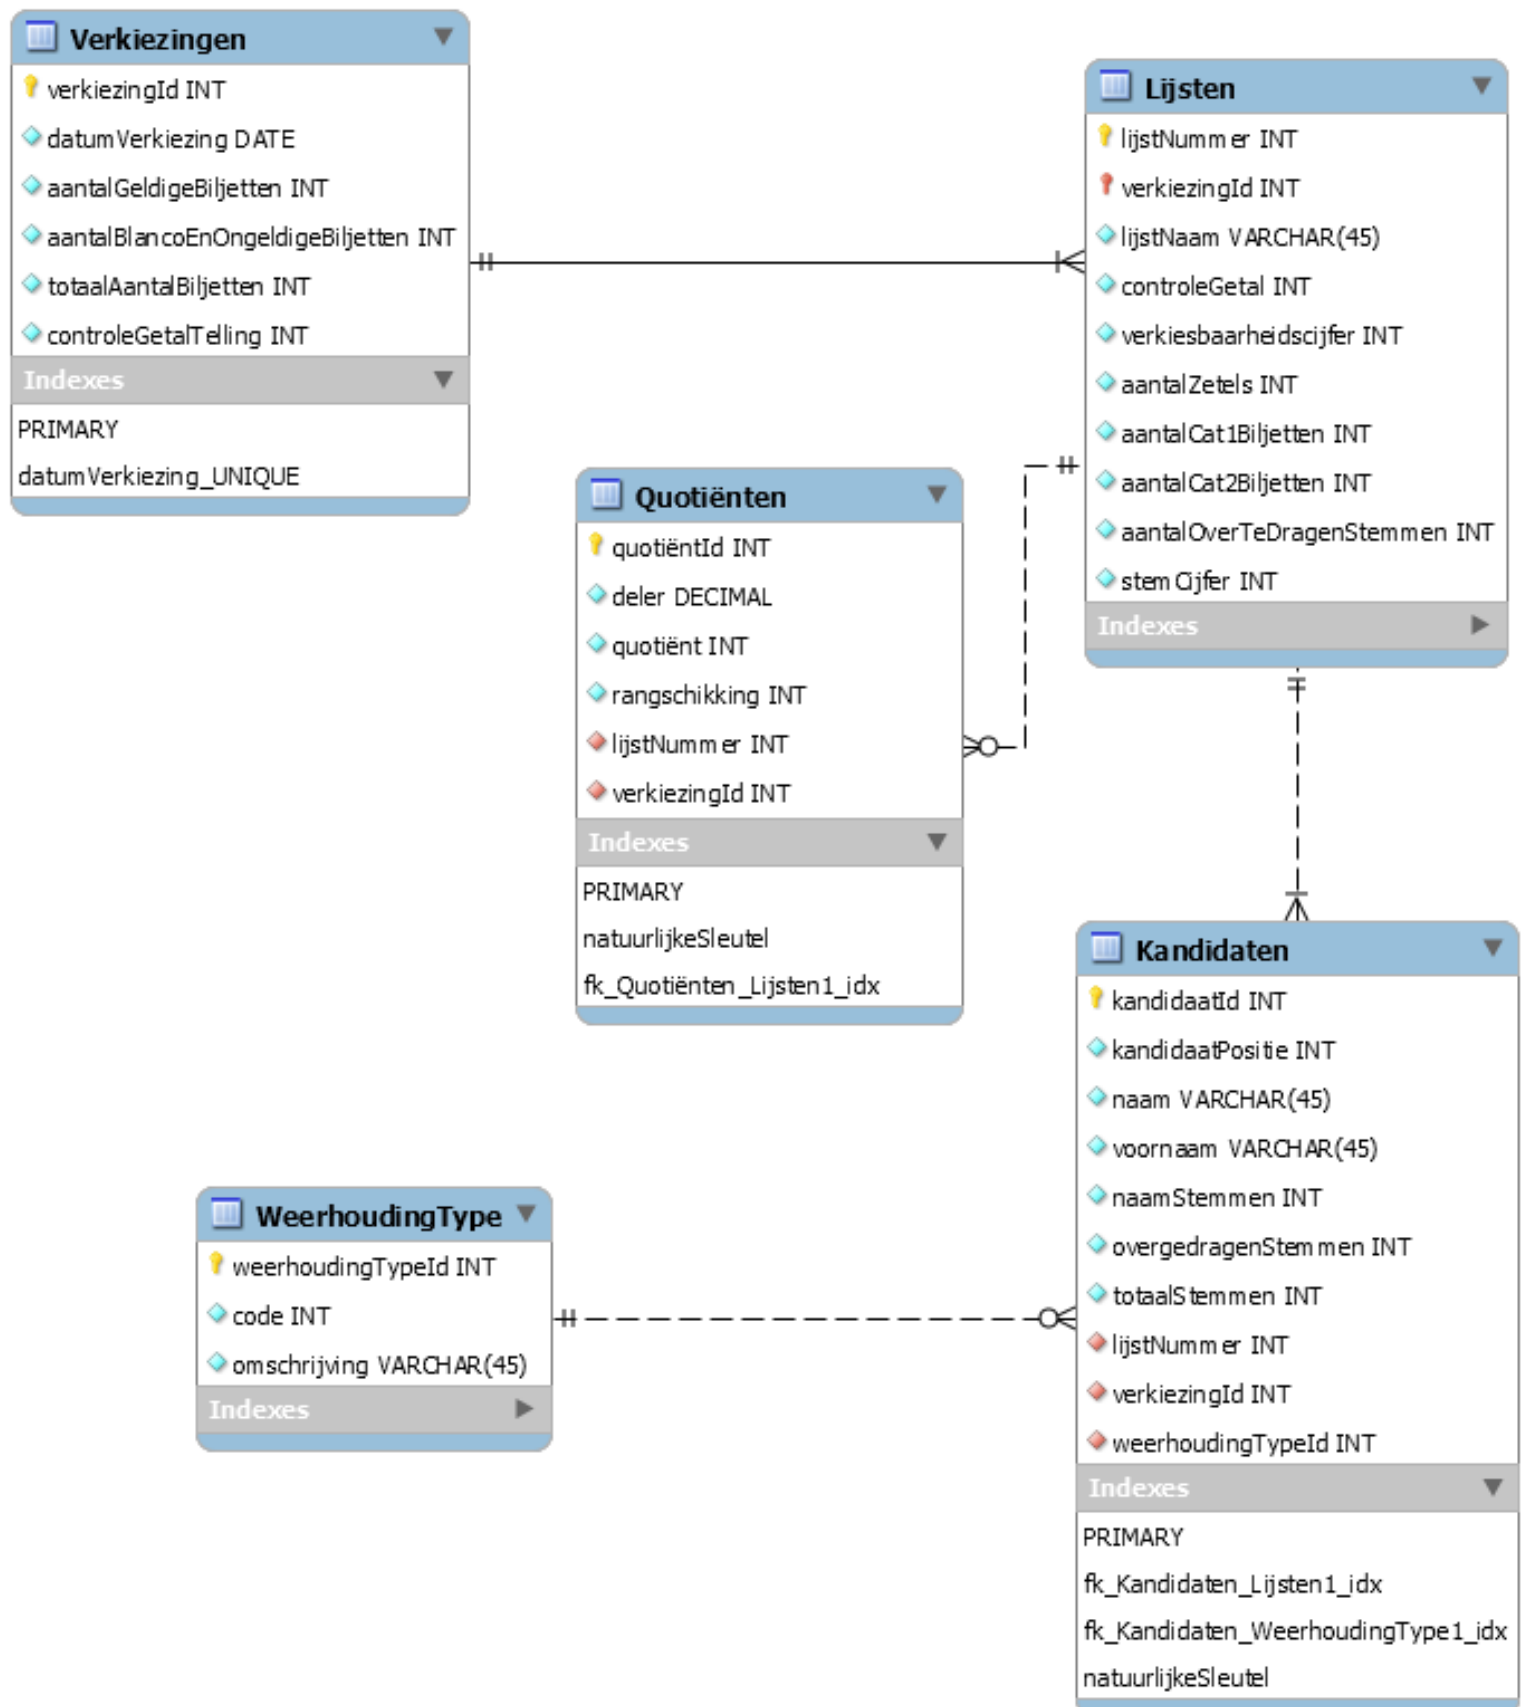 Verkiezingen
verkiezingId INT
datumVerkiezing DATE
aantalGeldigeBiljetten INT
aantalBlancoEnOngeldigeBiljetten INT
totaalAantalBiljetten INT
controleGetalTelling INT
Indexes
PRIMARY
datumVerkiezing_UNIQUE
Lijsten
lijstNummer INT
verkiezingId INT
lijstNaam VARCHAR(45)
controleGetal INT
verkiesbaarheidscijfer INT
aantalZetels INT
aantalCat1Biljetten INT
aantalCat2Biljetten INT
aantalOverTeDragenStemmen INT
stemCijfer INT
Indexes
Quotiënten
quotiëntId INT
deler DECIMAL
quotiënt INT
rangschikking INT
lijstNummer INT
verkiezingId INT
Indexes
PRIMARY
natuurlijkeSleutel
fk_Quotiënten_Lijsten1_idx
Kandidaten
kandidaatId INT
kandidaatPositie INT
naam VARCHAR(45)
voornaam VARCHAR(45)
naamStemmen INT
overgedragenStemmen INT
totaalStemmen INT
lijstNummer INT
verkiezingId INT
weerhoudingTypeId INT
Indexes
PRIMARY
fk_Kandidaten_Lijsten1_idx
fk_Kandidaten_WeerhoudingType1_idx
natuurlijkeSleutel
WeerhoudingType
weerhoudingTypeId INT
code INT
omschrijving VARCHAR(45)
Indexes